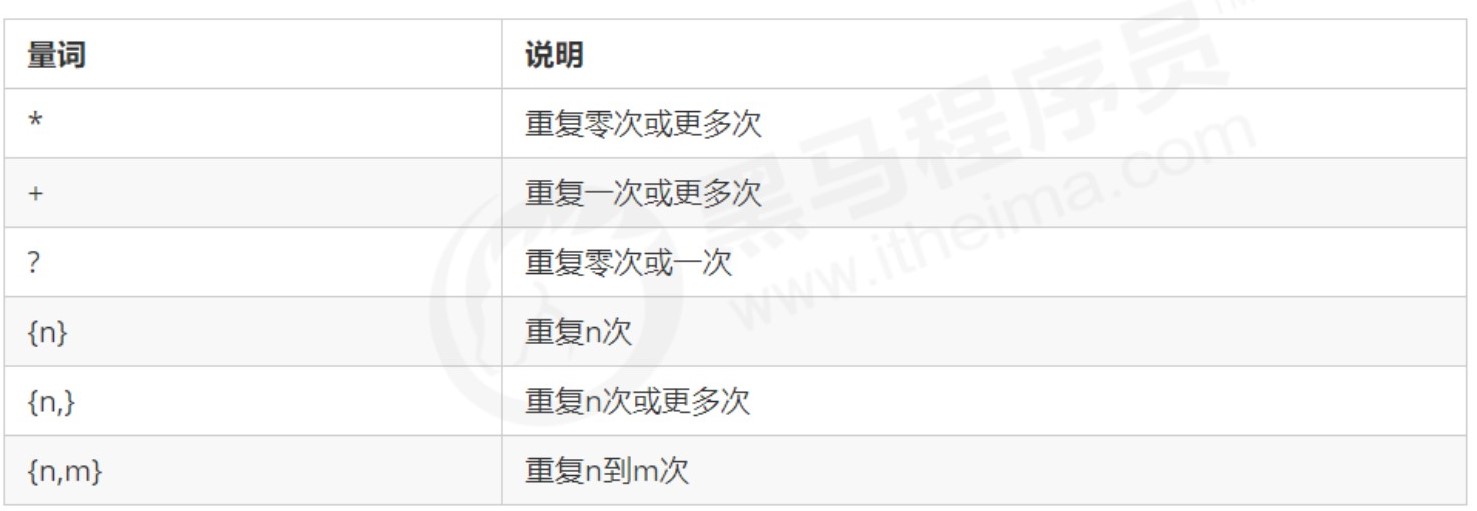 量词 说明
* 重复零次或更多次
+ 重复一次或更多次
? 重复零次或一次
{n} 重复n次
{n,} 重复n次或更多次
{n,m} 重复n到m次
黑马程序员
www.itheima.com